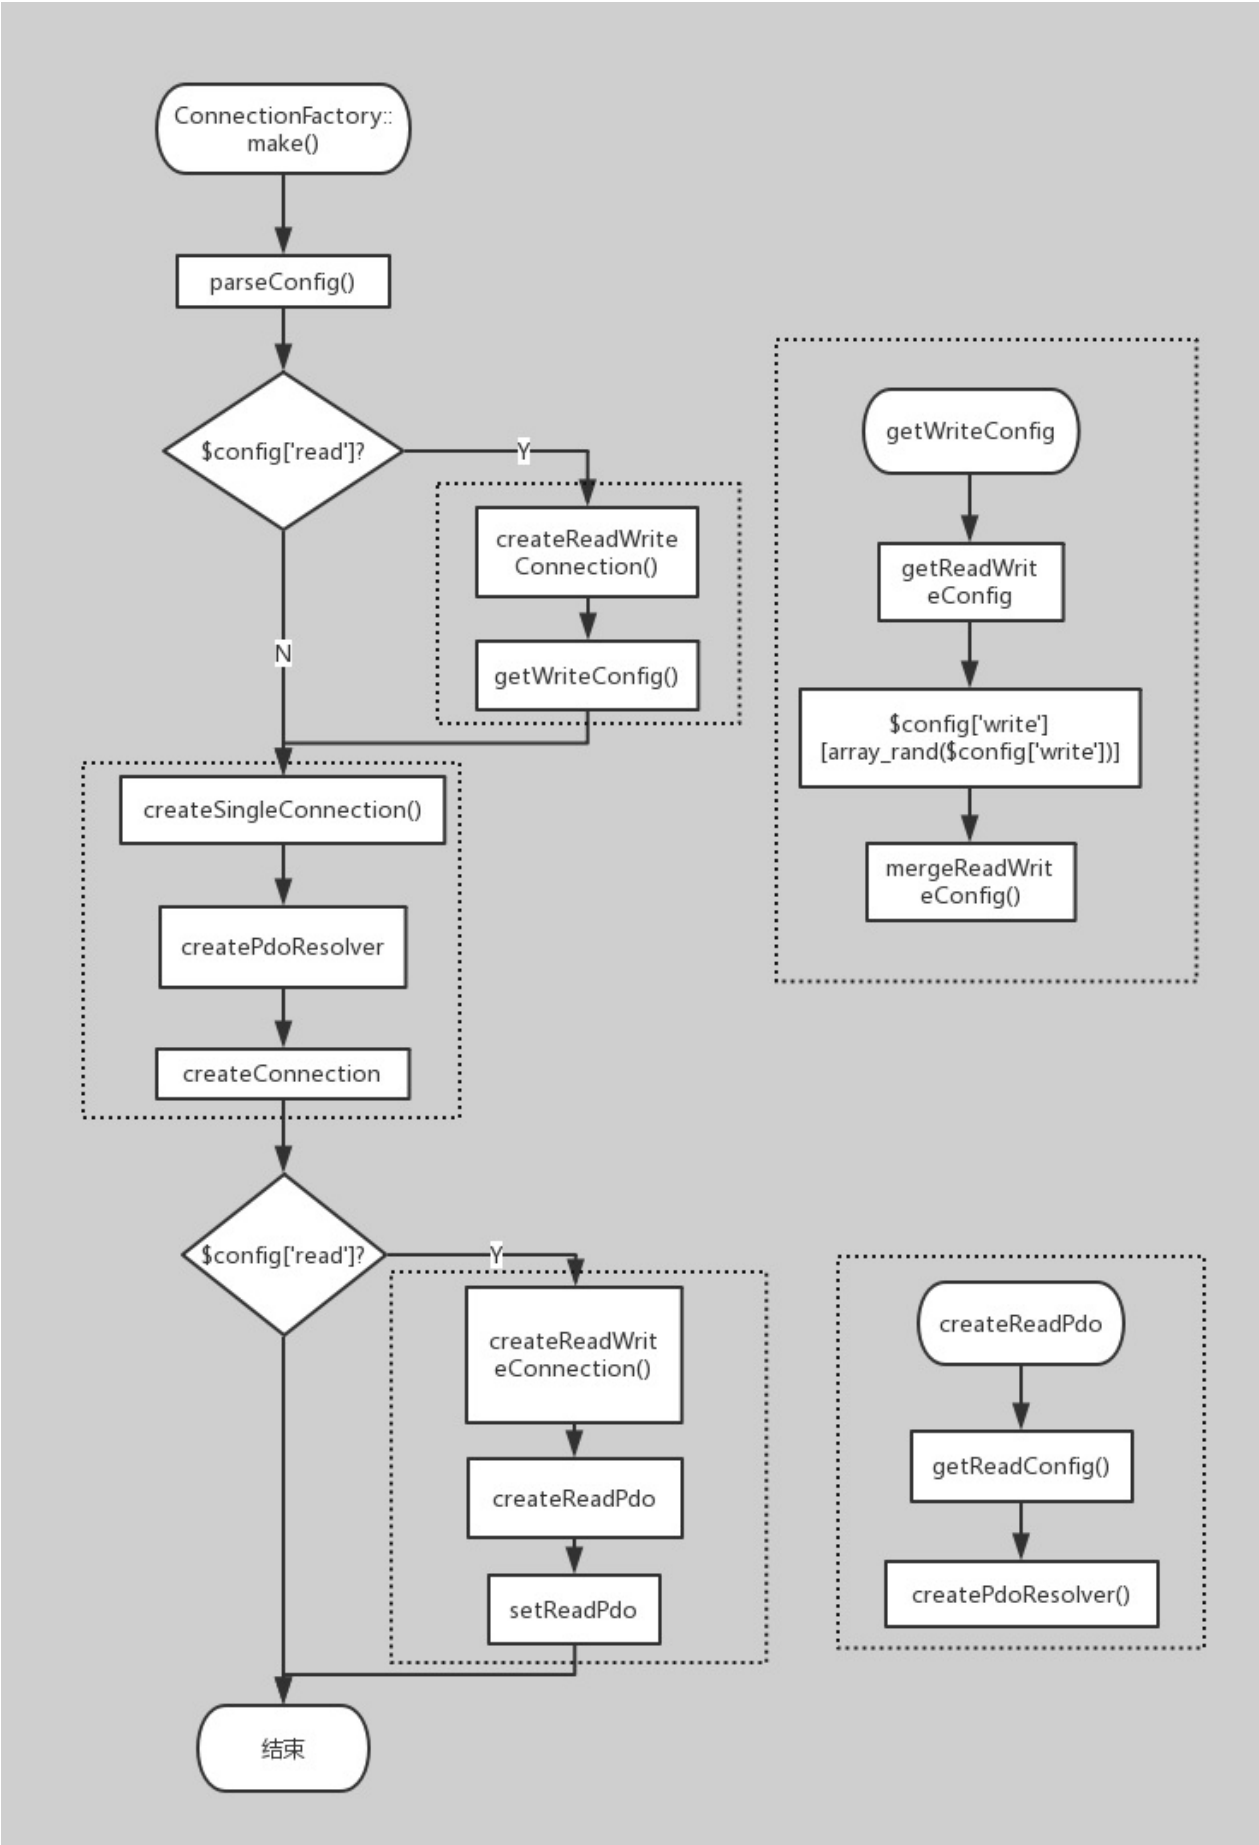 ConnectionFactory::
make()
parseConfig()
$config['read']?
Y
N
createReadWrite
Connection()
getWriteConfig()
createSingleConnection()
createPdoResolver
createConnection
$config['read']?
Y
createReadWrit
eConnection()
createReadPdo
setReadPdo
结束
getWriteConfig
getReadWrit
eConfig
$config['write']
[array_rand($config['write'])]
mergeReadWrit
eConfig()
createReadPdo
getReadConfig()
createPdoResolver()